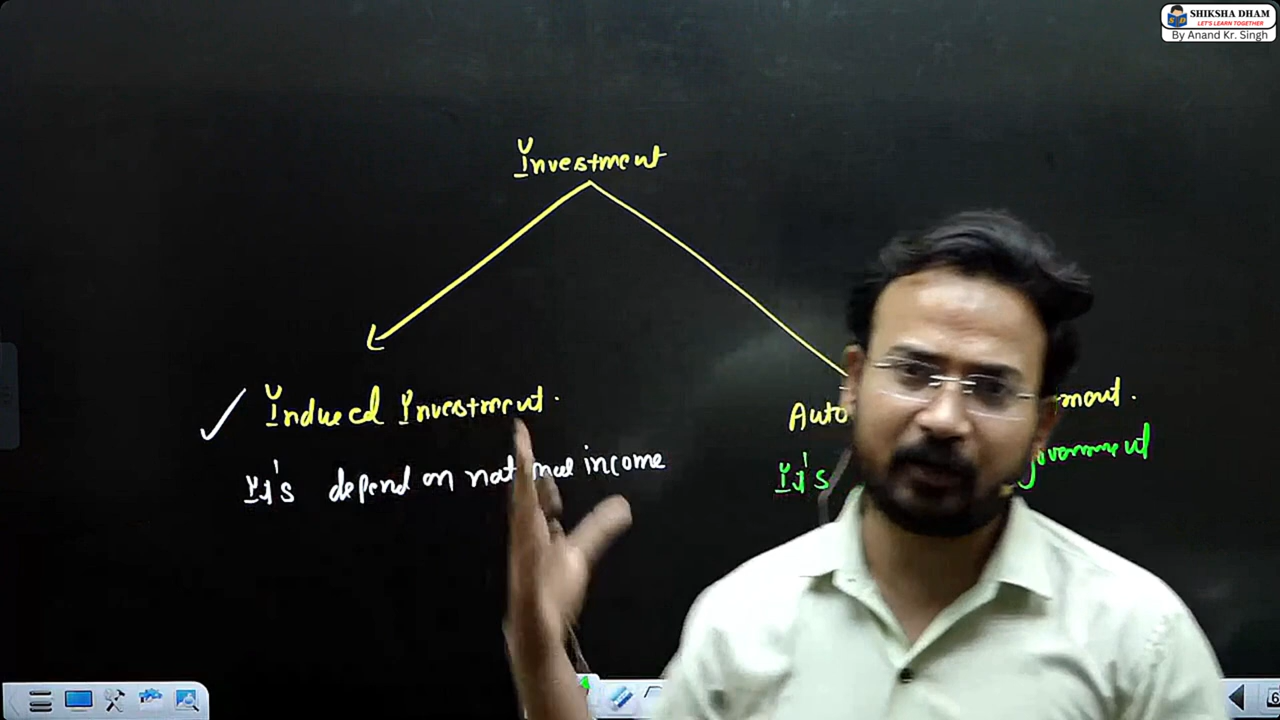 SHIKSHA DHAM
LET'S LEARN TOGETHER
By Anand Kr. Singh
Investment
Induced Investment.
Auto
It's depend on national income
It's
6